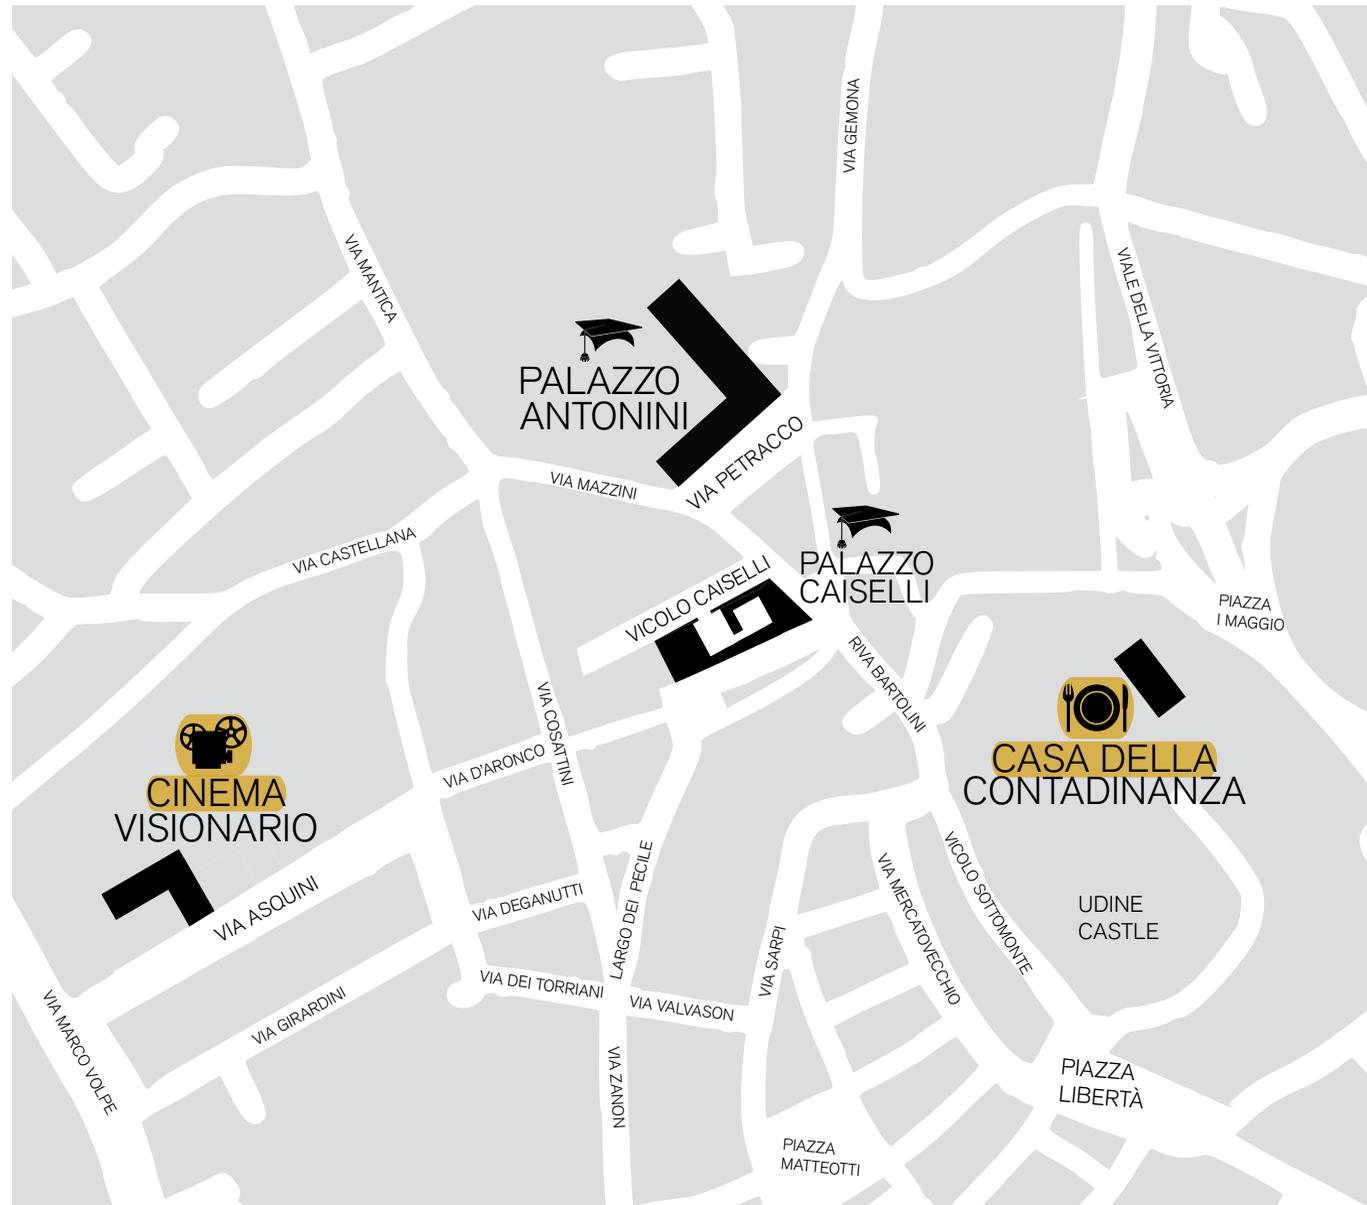 VIA GEMONA
VIA MANTICA
VIALE DELLA VITTORIA
PALAZZO
ANTONINI
VIA PETRACCO
VIA MAZZINI
VIA CASTELLANA
PALAZZO
CAISELLI
VICOLO CAISELLI
PIAZZA
I MAGGIO
RIVA BARTOLINI
VIA COSATTINI
VIA D'ARONCO
CASA DELLA
CONTADINANZA
CINEMA
VISIONARIO
VIA ASQUINI
VIA DEGANUTTI
LARGO DEI PECILE
VIA SARPI
VIA MERCATOVECCHIO
VICOLO SOTTOMONTE
UDINE
CASTLE
VIA DEI TORRIANI
VIA VALVASON
VIA MARCO VOLPE
VIA GIRARDINI
VIA ZANON
PIAZZA
LIBERTÀ
PIAZZA
MATTEOTTI